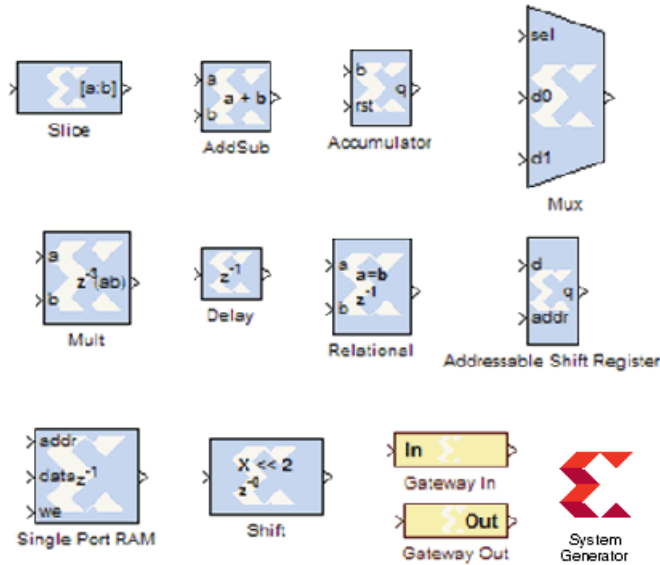 sel
[a:b]
Slice
a
a + b
b
AddSub
b
q
rst
Accumulator
d0
d1
Mux
a
z⁻³(ab)
b
Mult
z⁻¹
Delay
a
a=b
z⁻¹
b
Relational
d
q
addr
Addressable Shift Register
addr
data z⁻¹
we
Single Port RAM
X << 2
z⁻⁰
Shift
In
Gateway In
Out
Gateway Out
System
Generator